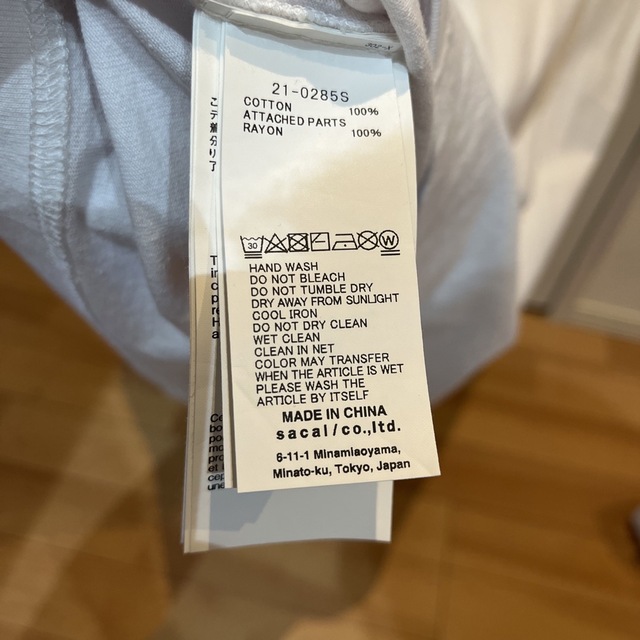 21-0285S
COTTON 100%
ATTACHED PARTS
RAYON 100%
30
W
HAND WASH
DO NOT BLEACH
DO NOT TUMBLE DRY
DRY AWAY FROM SUNLIGHT
COOL IRON
DO NOT DRY CLEAN
WET CLEAN
CLEAN IN NET
COLOR MAY TRANSFER
WHEN THE ARTICLE IS WET
PLEASE WASH THE
ARTICLE BY ITSELF
MADE IN CHINA
sacai/co.,ltd.
6-11-1 Minamiaoyama,
Minato-ku, Tokyo, Japan